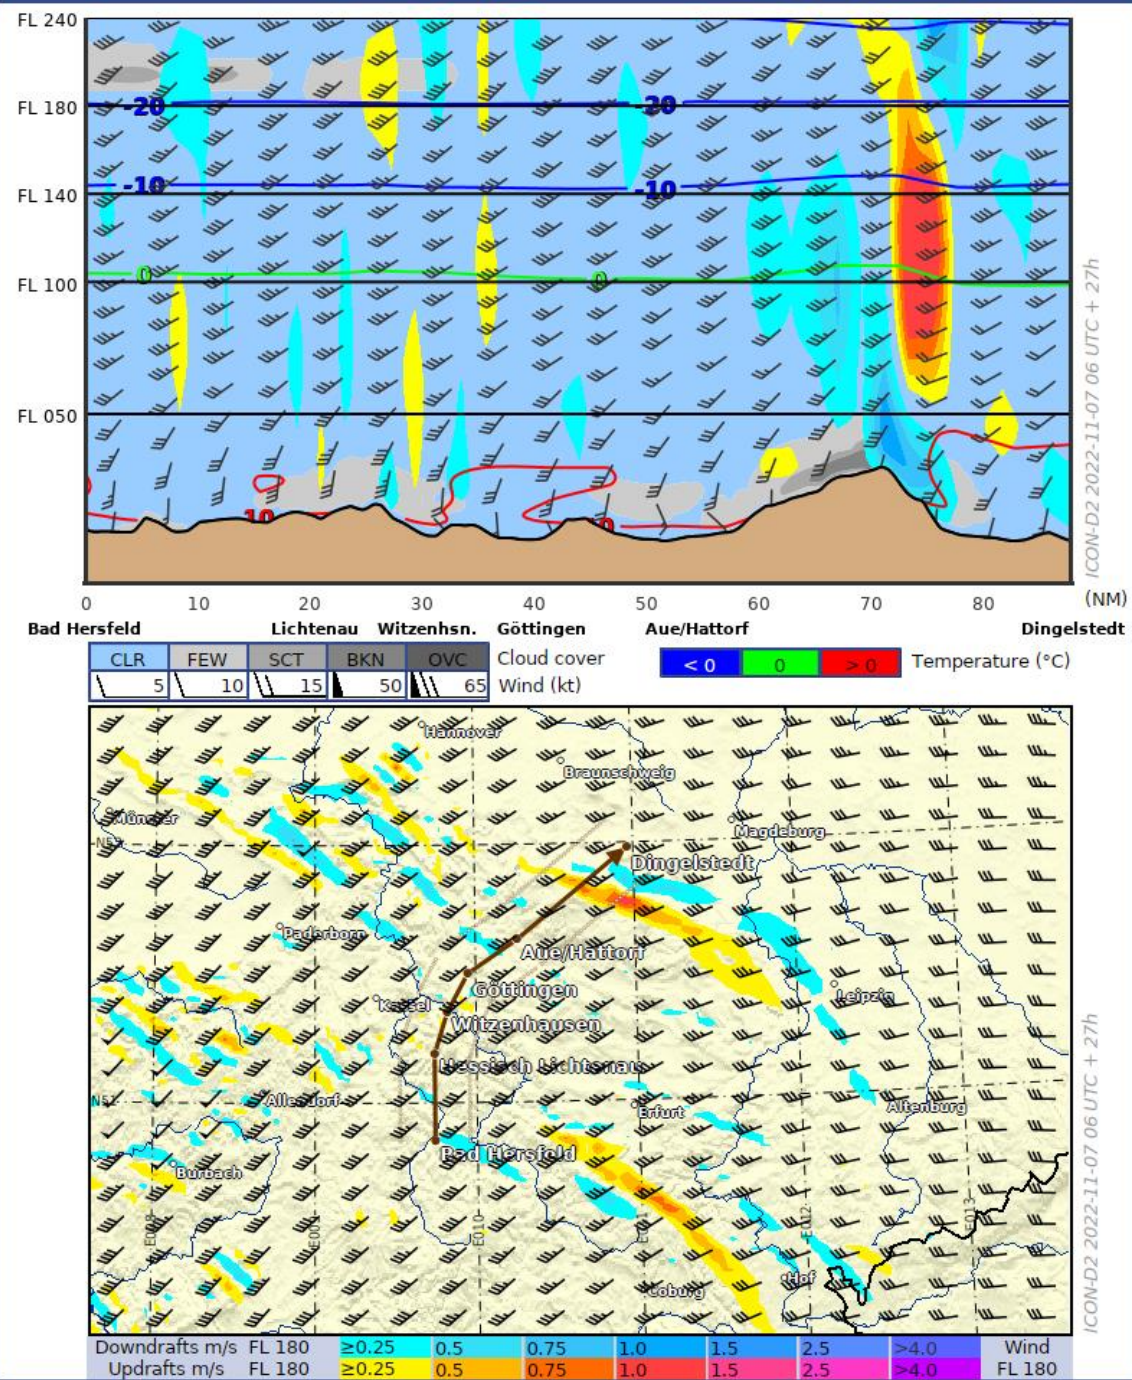 FL 240
FL 180
-20
-20
-10
-10
FL 140
0
0
FL 100
FL 050
10
ICON-D2 2022-11-07 06 UTC + 27h
0 10 20 30 40 50 60 70 80 (NM)
Bad Hersfeld Lichtenau Witzenhsn. Göttingen Aue/Hattorf Dingelstedt
CLR FEW SCT BKN OVC Cloud cover < 0 0 > 0 Temperature (°C)
5 10 15 50 65 Wind (kt)
Hannover
Braunschweig
Münster
Magdeburg
Dingelstedt
Paderborn
Aue/Hattorf
Göttingen
Leipzig
Kassel
Witzenhausen
Hessisch Lichtenau
N51
Allendorf
Erfurt
Altenburg
Bad Hersfeld
Burbach
E008
E010
E011
E012
E013
Hof
Coburg
ICON-D2 2022-11-07 06 UTC + 27h
Downdrafts m/s FL 180 ≥0.25 0.5 0.75 1.0 1.5 2.5 >4.0 Wind
Updrafts m/s FL 180 ≥0.25 0.5 0.75 1.0 1.5 2.5 >4.0 FL 180